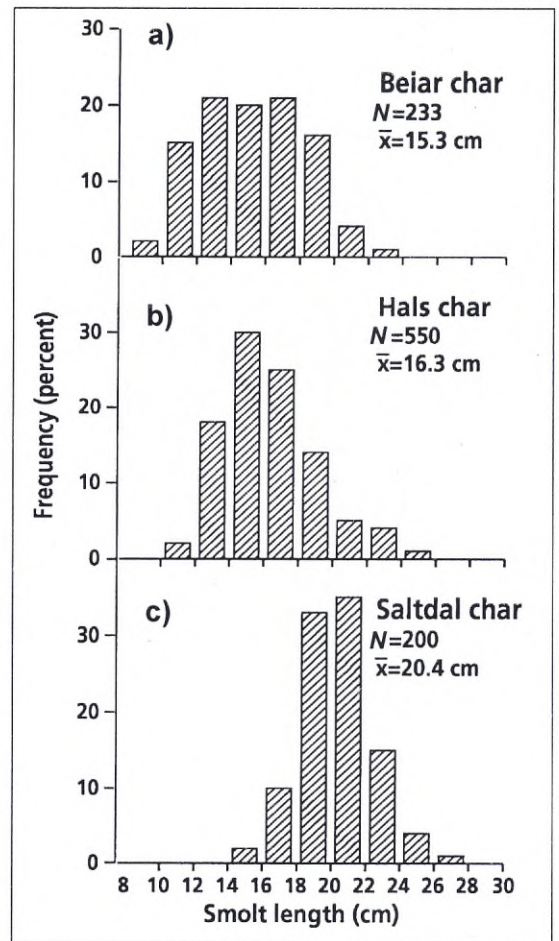 a)
Beiar char
N=233
x̄=15.3 cm
30
20
10
0
b)
Hals char
N=550
x̄=16.3 cm
30
20
10
0
Frequency (percent)
c)
Saltdal char
N=200
x̄=20.4 cm
30
20
10
0
8 10 12 14 16 18 20 22 24 26 28 30
Smolt length (cm)